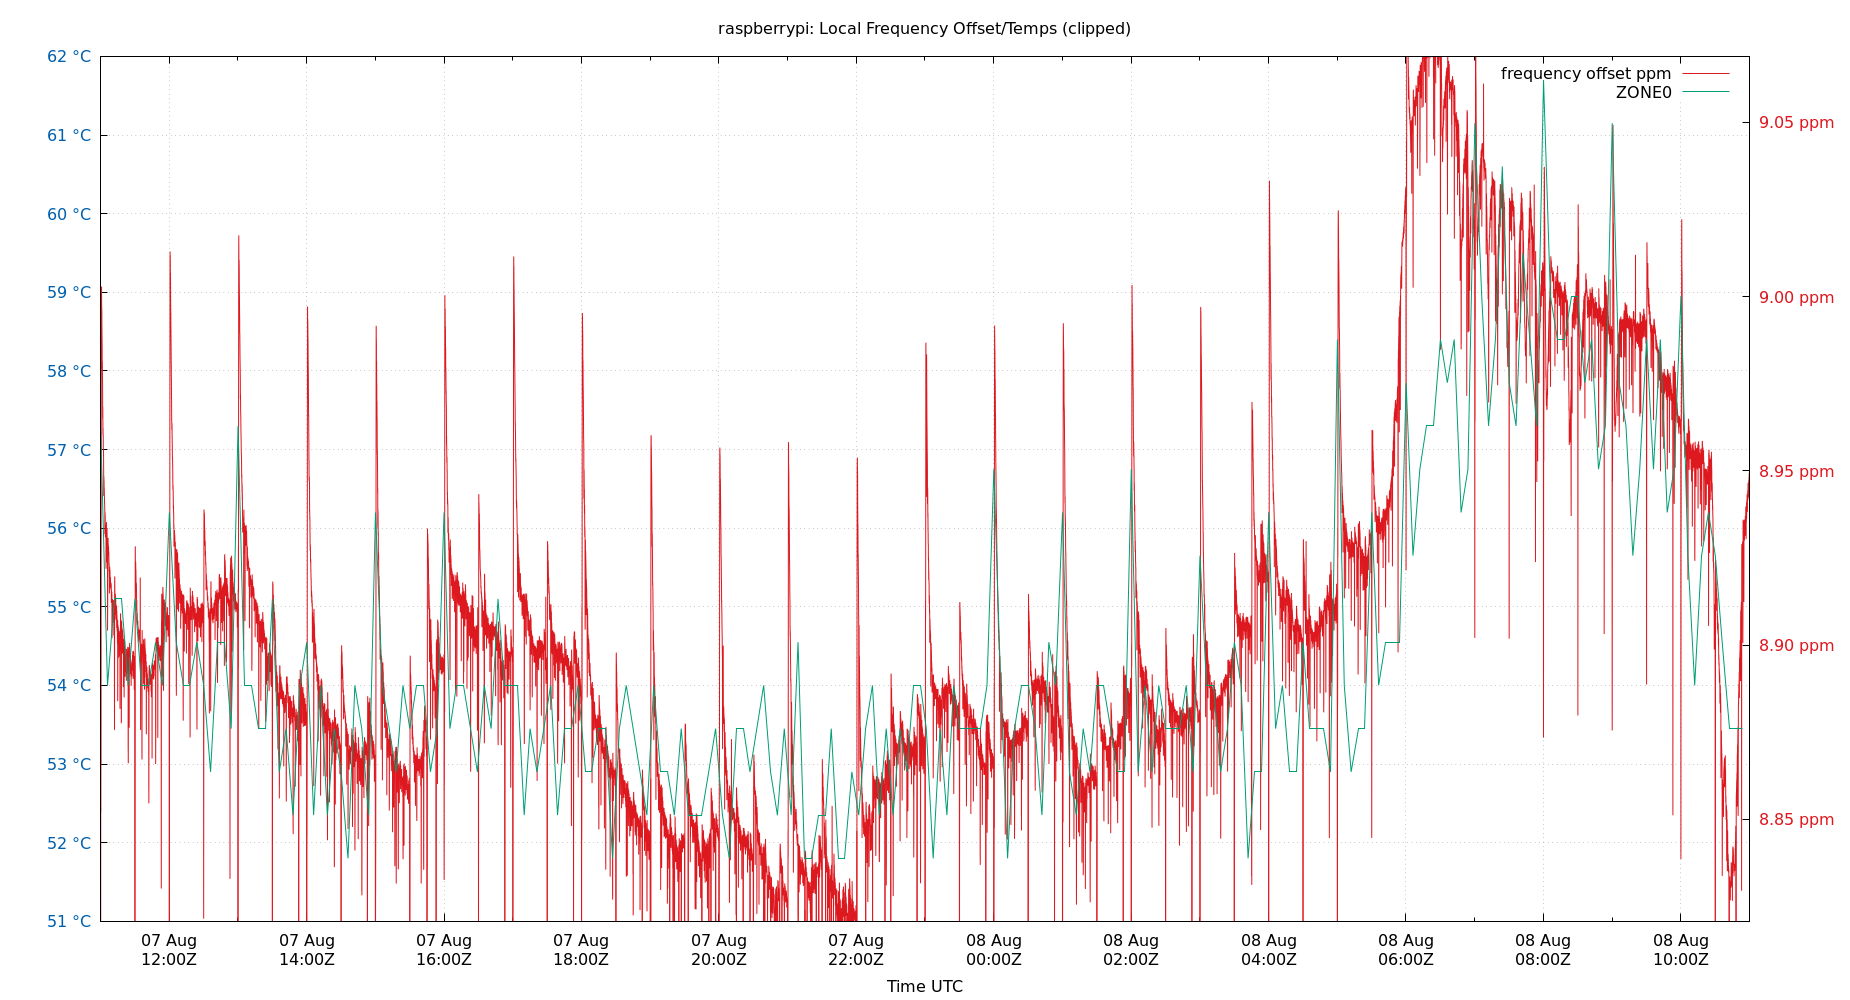 raspberrypi: Local Frequency Offset/Temps (clipped)
frequency offset ppm
ZONE0
62 °C
61 °C
60 °C
59 °C
58 °C
57 °C
56 °C
55 °C
54 °C
53 °C
52 °C
51 °C
9.05 ppm
9.00 ppm
8.95 ppm
8.90 ppm
8.85 ppm
07 Aug
12:00Z
07 Aug
14:00Z
07 Aug
16:00Z
07 Aug
18:00Z
07 Aug
20:00Z
07 Aug
22:00Z
08 Aug
00:00Z
08 Aug
02:00Z
08 Aug
04:00Z
08 Aug
06:00Z
08 Aug
08:00Z
08 Aug
10:00Z
Time UTC